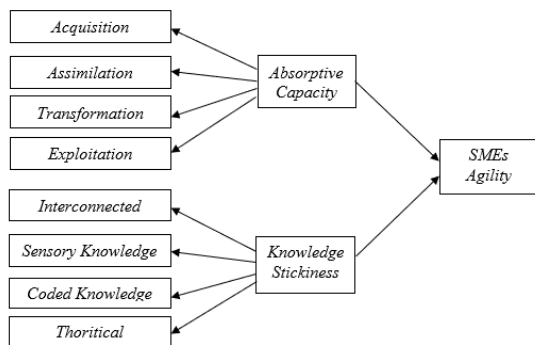 Acquisition
Assimilation
Transformation
Exploitation
Absorptive
Capacity
SMEs
Agility
Interconnected
Sensory Knowledge
Coded Knowledge
Thoritical
Knowledge
Stickiness